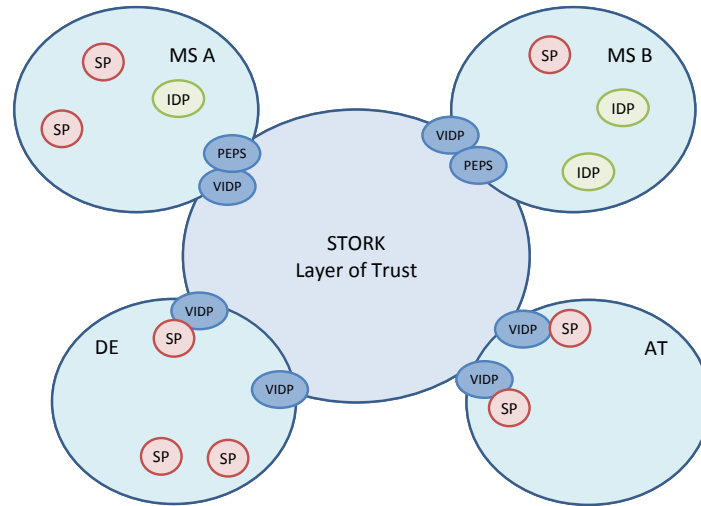 MS A
SP
IDP
SP
PEPS
VIDP
MS B
SP
IDP
VIDP
PEPS
IDP
STORK
Layer of Trust
VIDP
SP
DE
VIDP
SP
SP
VIDP
SP
AT
VIDP
SP